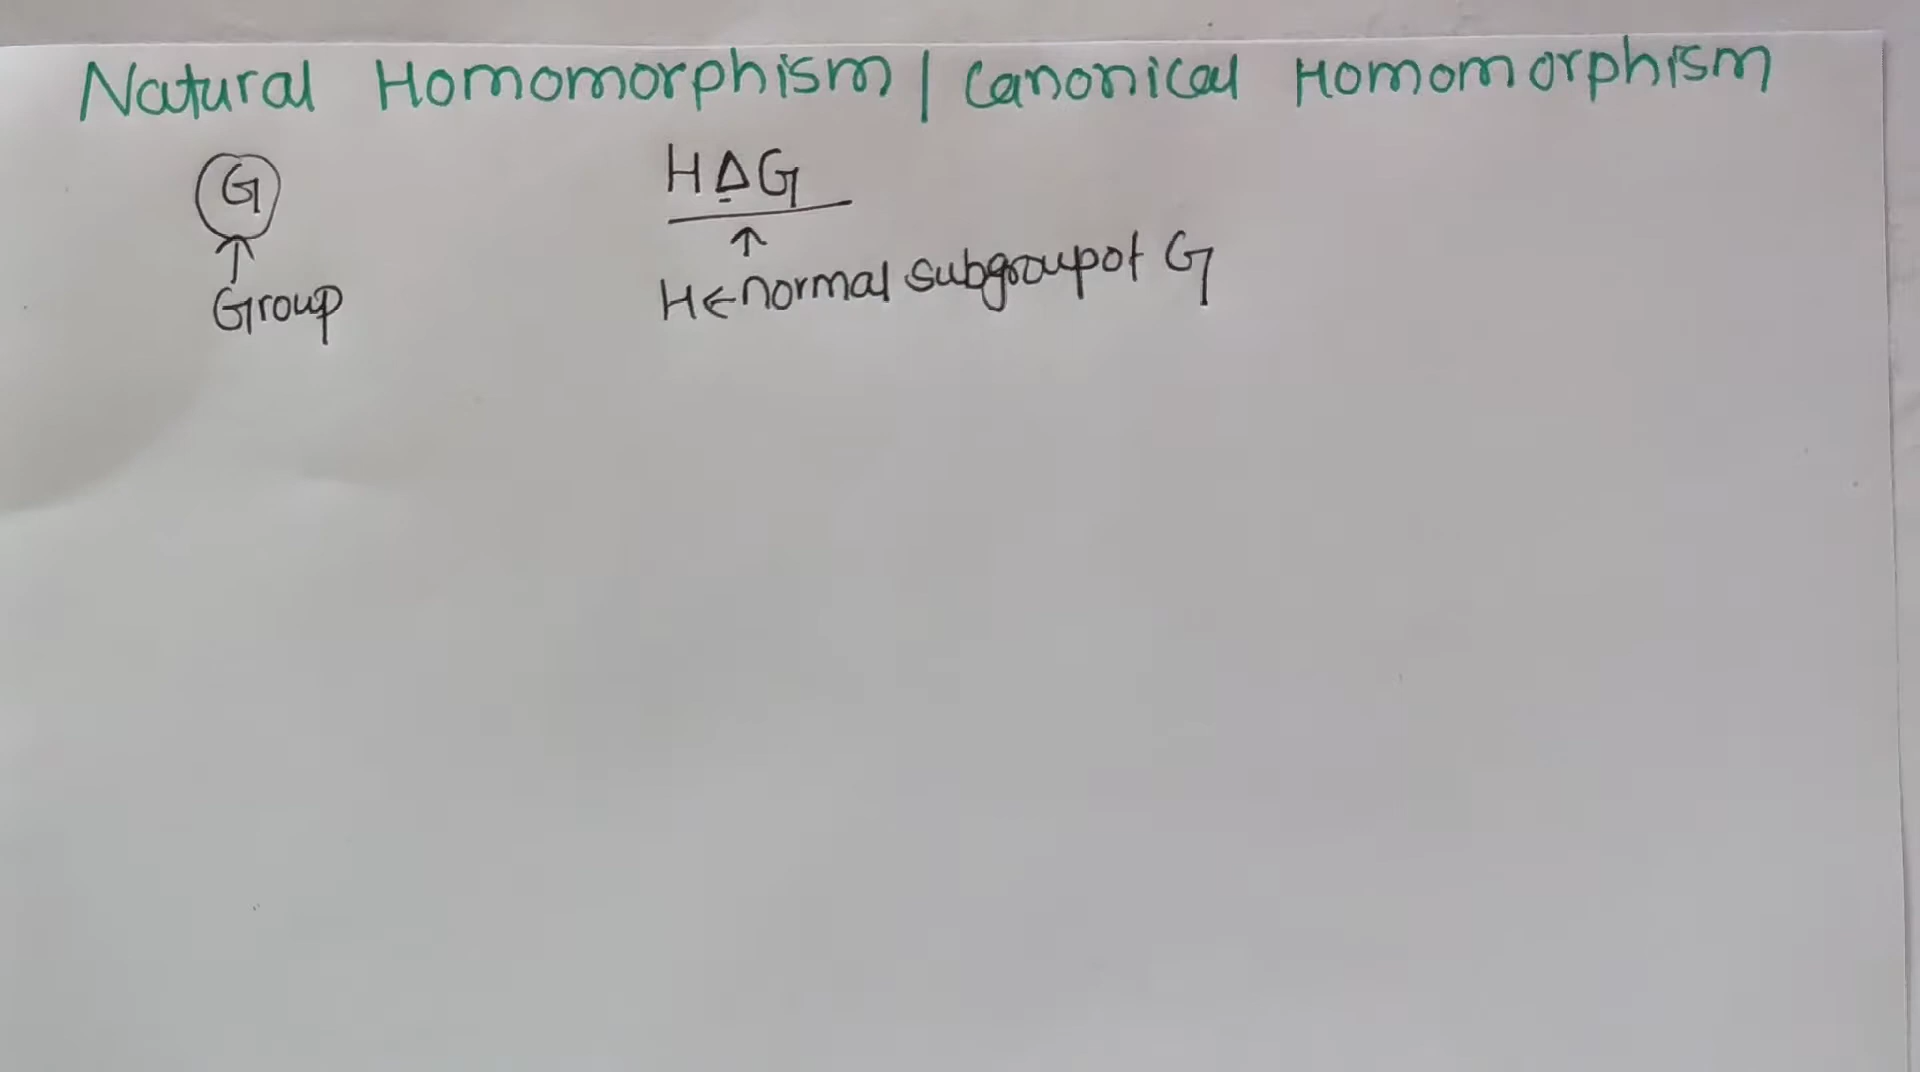 Natural Homomorphism | Canonical Homomorphism
G
H Δ G
↑
↑
Group
H ← normal subgroup of G